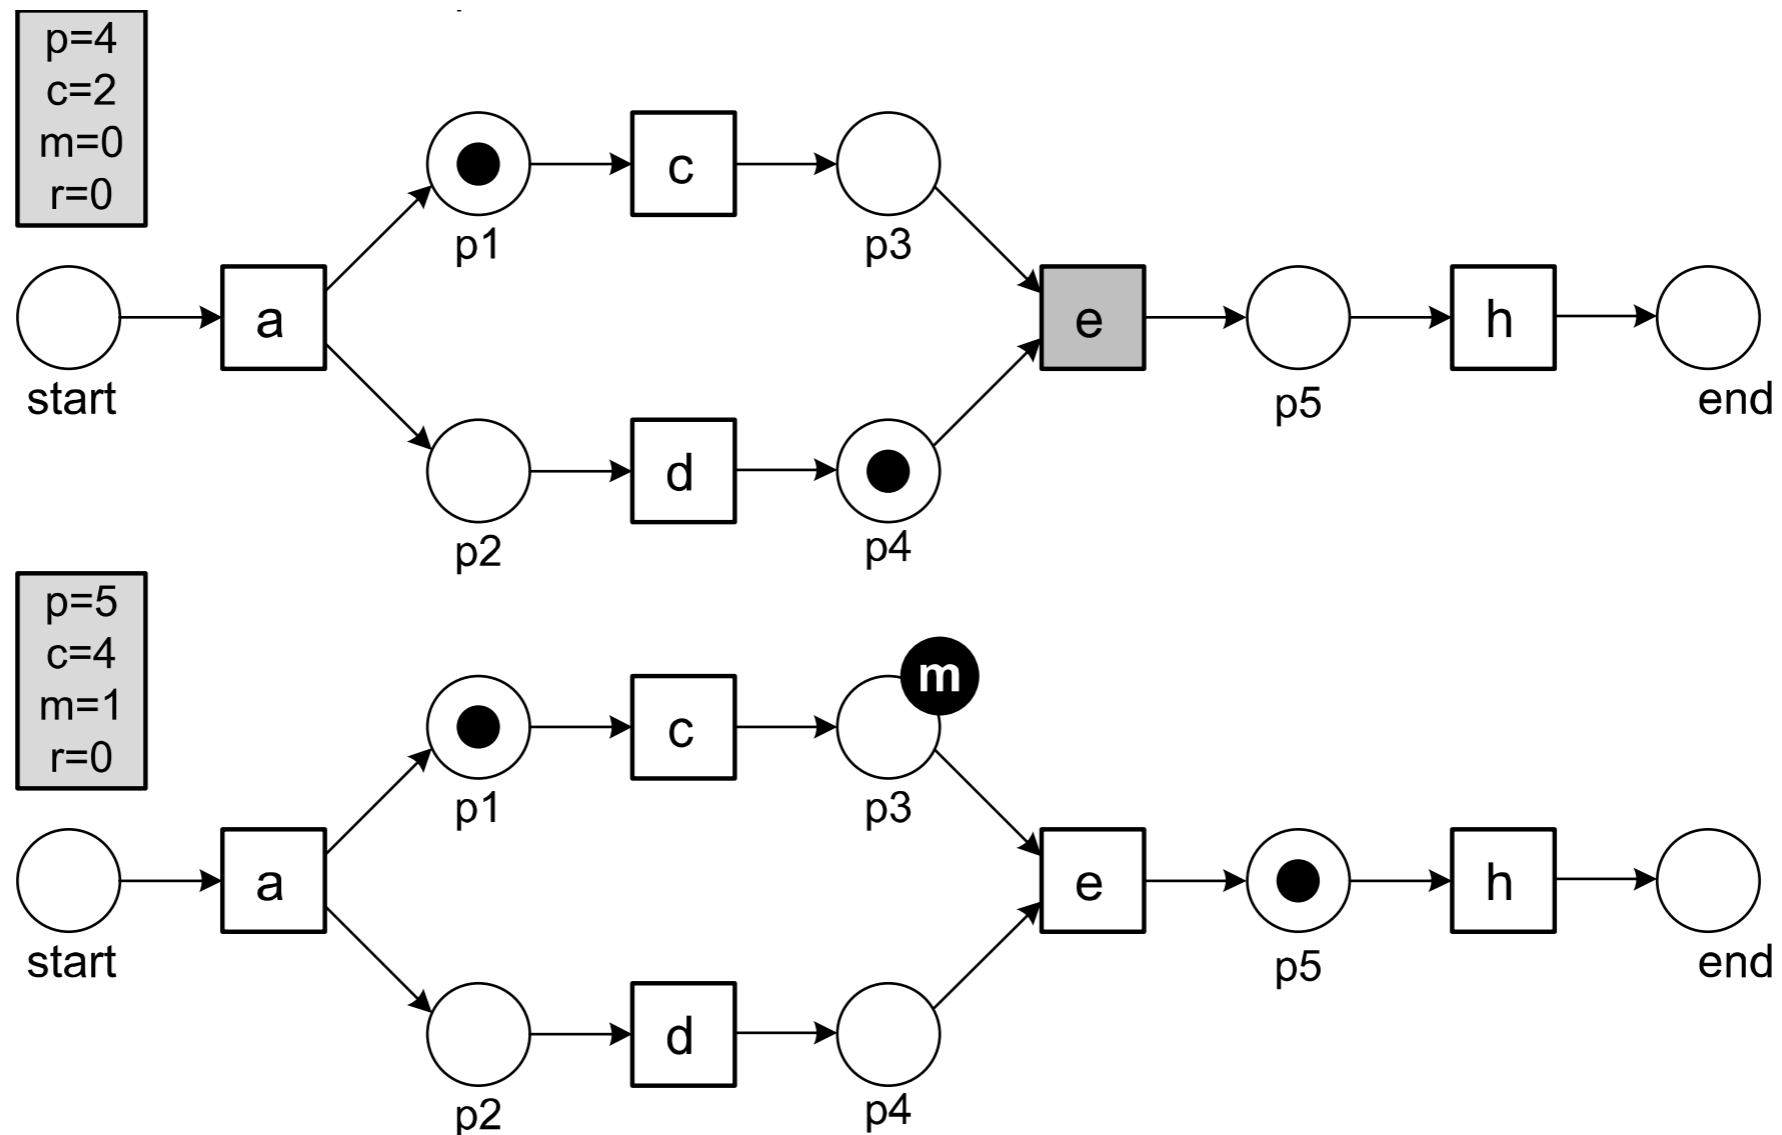 p=4
c=2
m=0
r=0
c
p1
p3
a
e
h
start
p5
end
d
p2
p4
p=5
c=4
m=1
r=0
m
c
p1
p3
a
e
h
start
p5
end
d
p2
p4